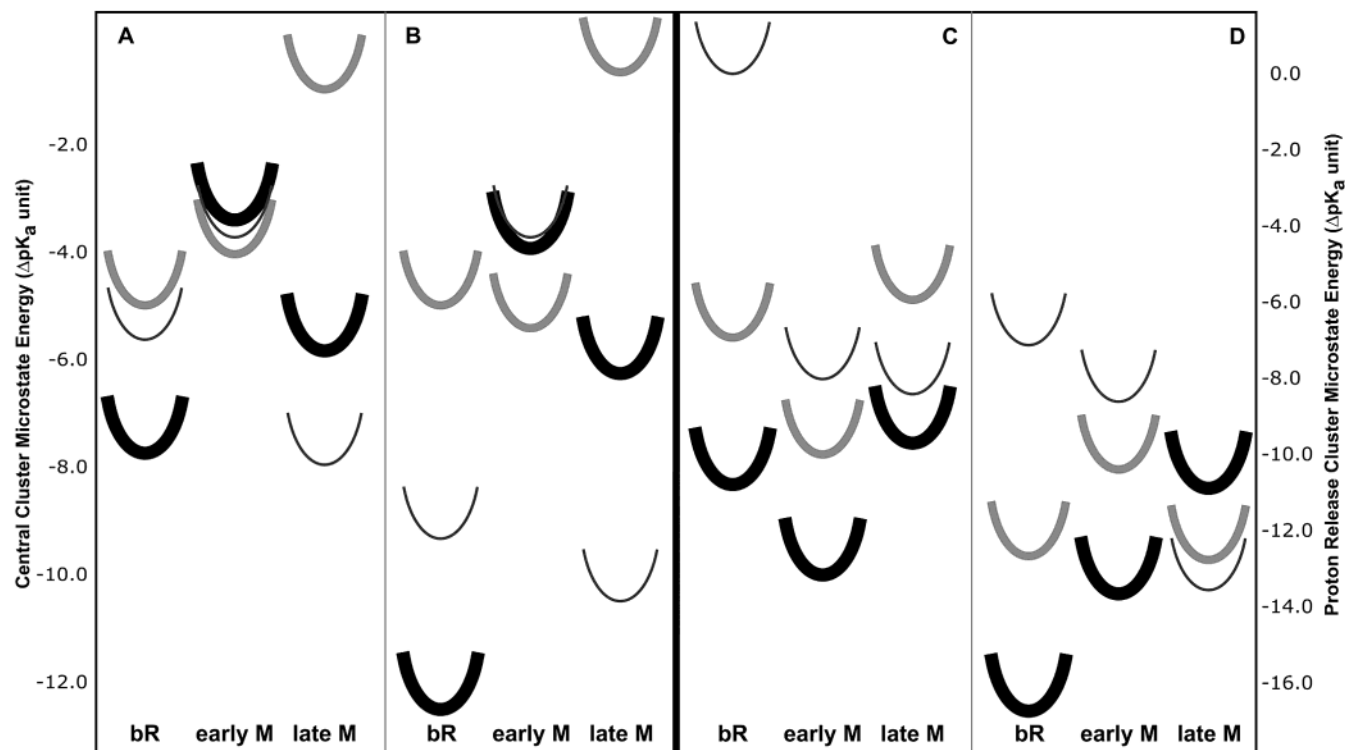 A
B
C
D
Central Cluster Microstate Energy (ΔpKa unit)
-2.0
-4.0
-6.0
-8.0
-10.0
-12.0
0.0
-2.0
-4.0
-6.0
-8.0
-10.0
-12.0
-14.0
-16.0
Proton Release Cluster Microstate Energy (ΔpKa unit)
bR early M late M
bR early M late M
bR early M late M
bR early M late M